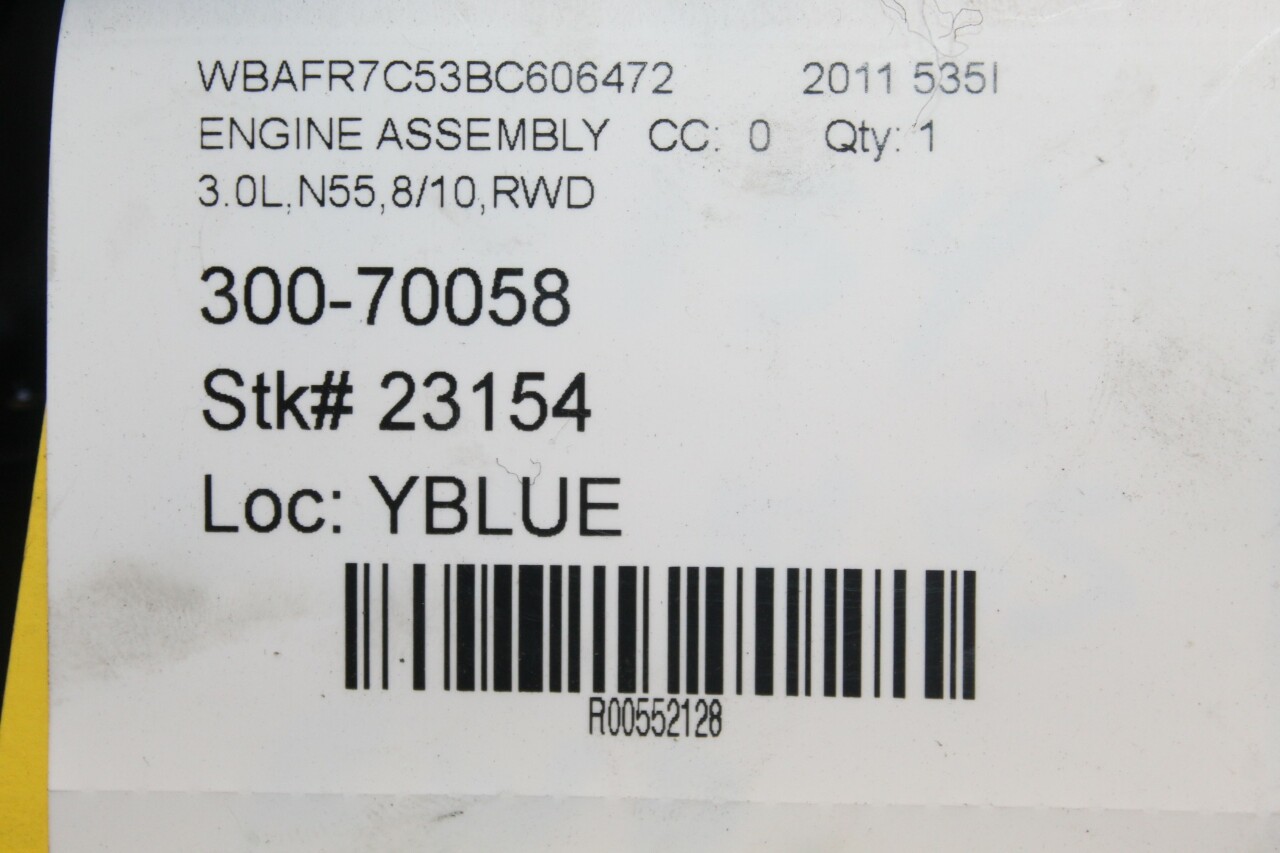 WBAFR7C53BC606472 2011 535I
ENGINE ASSEMBLY CC: 0 Qty: 1
3.0L,N55,8/10,RWD
300-70058
Stk# 23154
Loc: YBLUE
R00552128